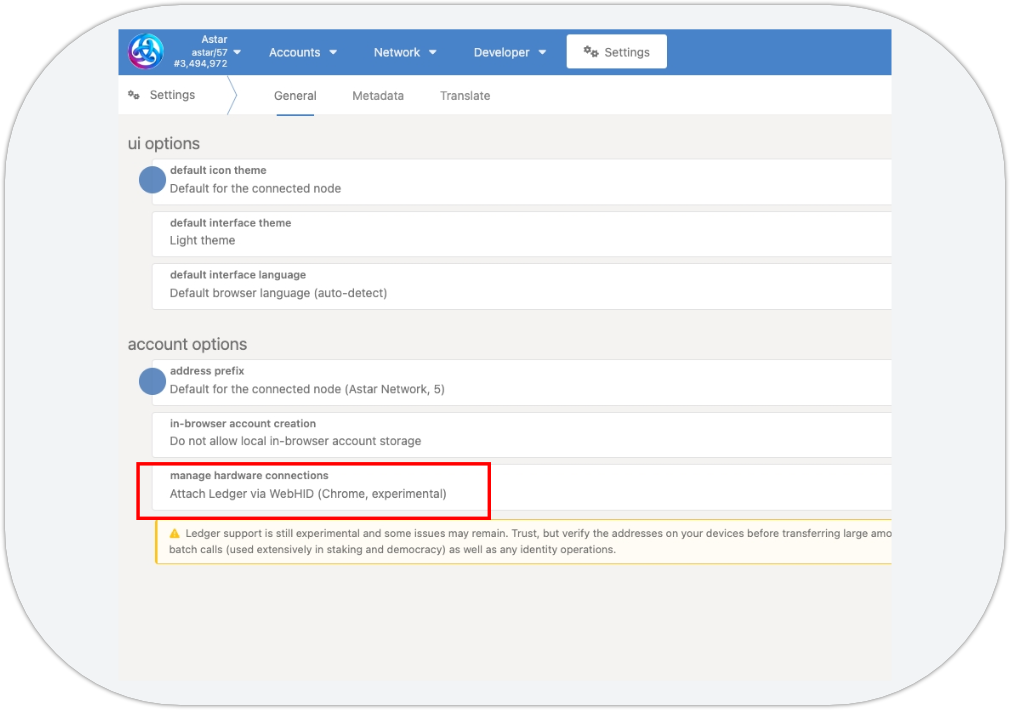 Astar
astar/57
#3,494,972
Accounts
Network
Developer
Settings
Settings
General
Metadata
Translate
ui options
default icon theme
Default for the connected node
default interface theme
Light theme
default interface language
Default browser language (auto-detect)
account options
address prefix
Default for the connected node (Astar Network, 5)
in-browser account creation
Do not allow local in-browser account storage
manage hardware connections
Attach Ledger via WebHID (Chrome, experimental)
Ledger support is still experimental and some issues may remain. Trust, but verify the addresses on your devices before transferring large amo
batch calls (used extensively in staking and democracy) as well as any identity operations.